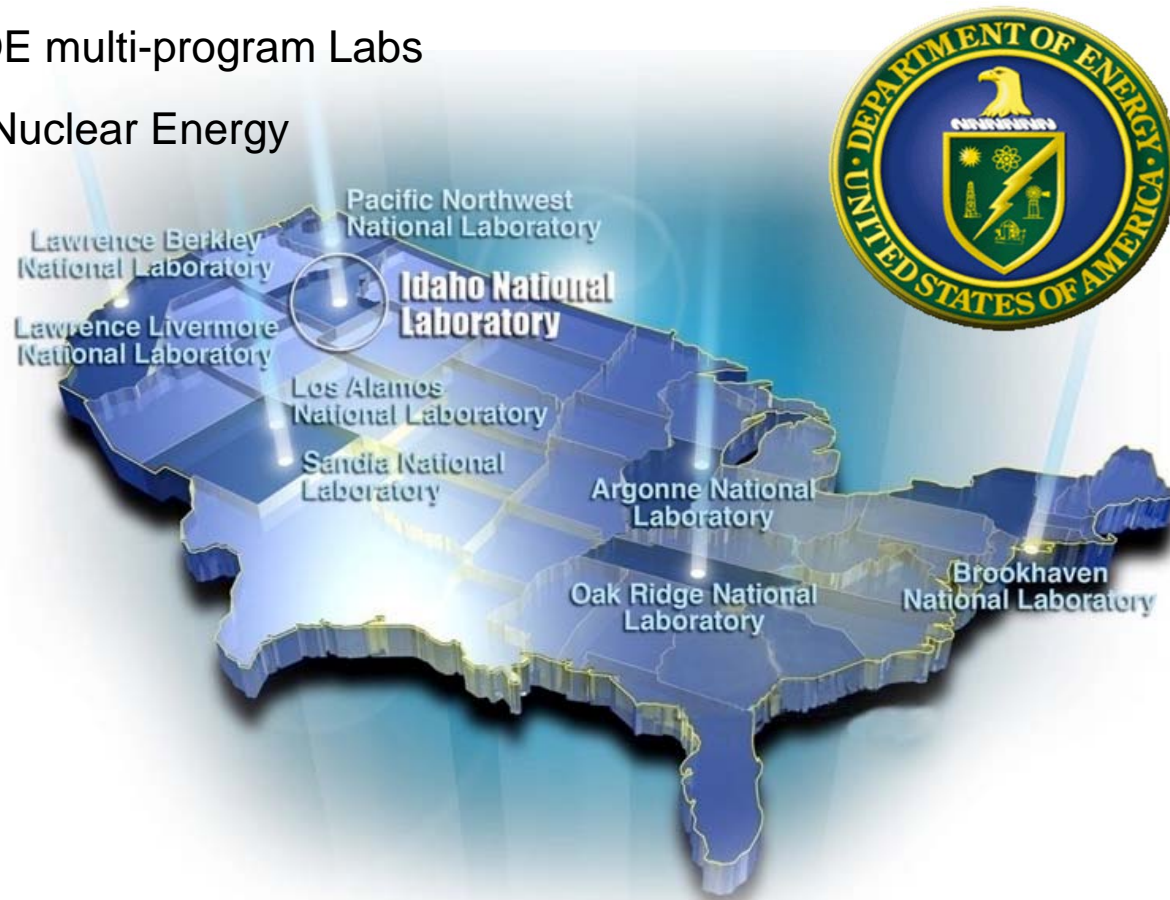 OE multi-program Labs
Nuclear Energy
DEPARTMENT OF ENERGY
UNITED STATES OF AMERICA
Pacific Northwest
National Laboratory
Lawrence Berkley
National Laboratory
Idaho National
Laboratory
Lawrence Livermore
National Laboratory
Los Alamos
National Laboratory
Sandia National
Laboratory
Argonne National
Laboratory
Oak Ridge National
Laboratory
Brookhaven
National Laboratory